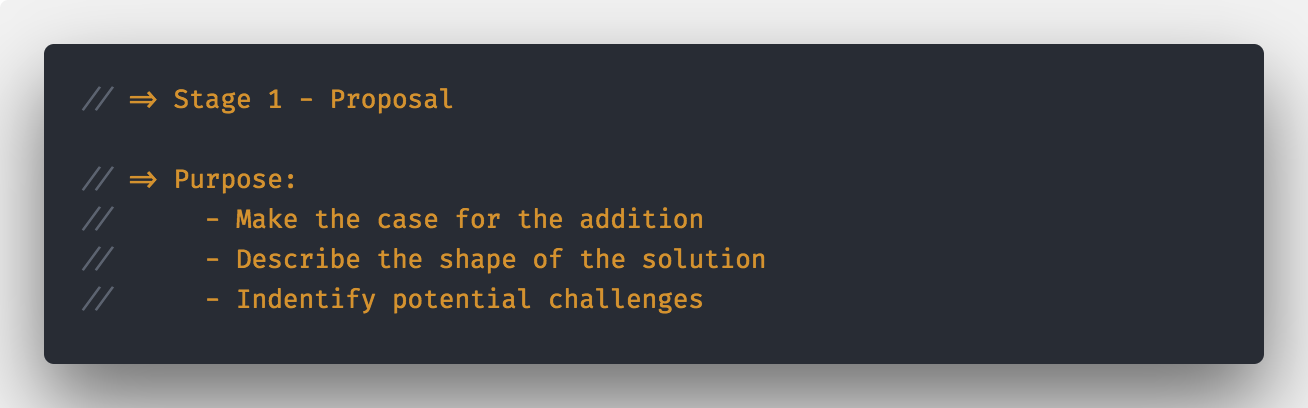 // => Stage 1 - Proposal
// => Purpose:
// - Make the case for the addition
// - Describe the shape of the solution
// - Indentify potential challenges